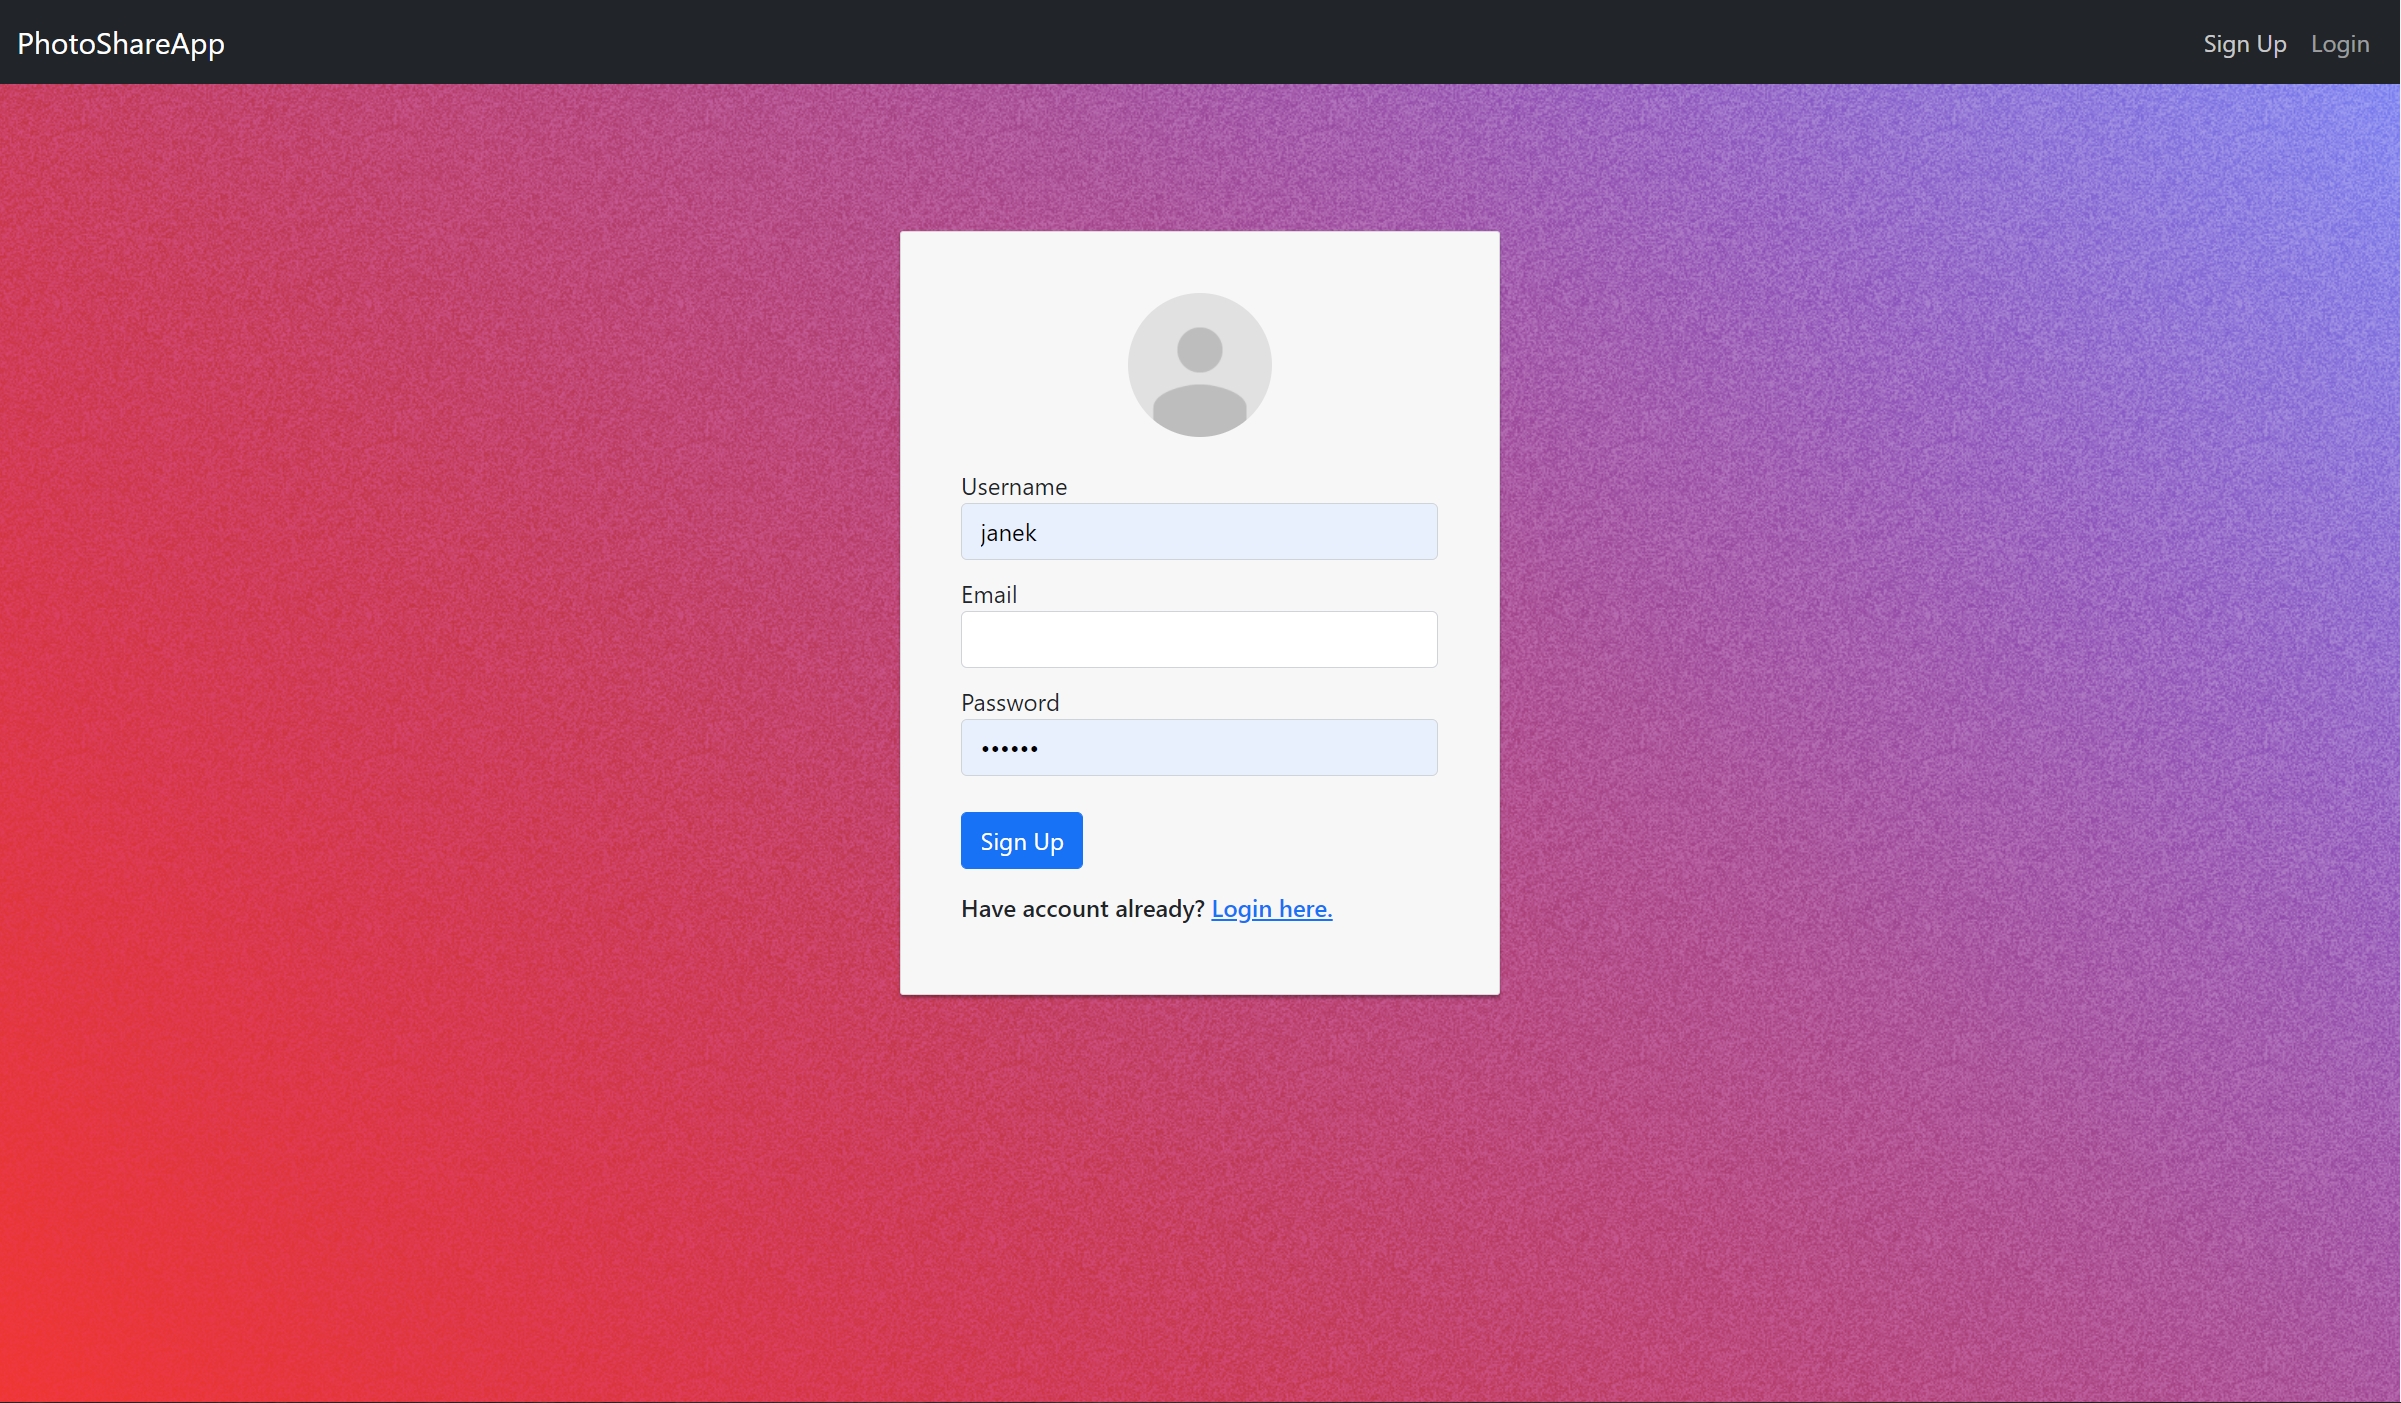 PhotoShareApp
Sign Up
Login
Username
janek
Email
Password
••••••
Sign Up
Have account already? Login here.